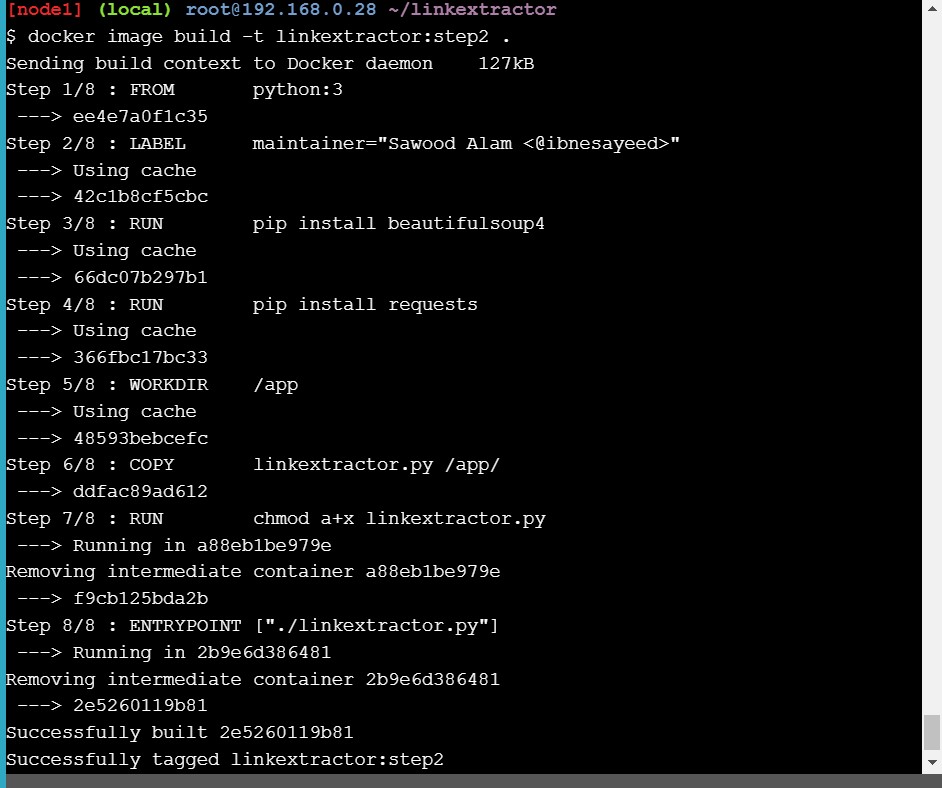 [node1] (local) root@192.168.0.28 ~/linkextractor
$ docker image build -t linkextractor:step2 .
Sending build context to Docker daemon    127kB
Step 1/8 : FROM       python:3
 ---> ee4e7a0f1c35
Step 2/8 : LABEL      maintainer="Sawood Alam <@ibnesayeed>"
 ---> Using cache
 ---> 42c1b8cf5cbc
Step 3/8 : RUN        pip install beautifulsoup4
 ---> Using cache
 ---> 66dc07b297b1
Step 4/8 : RUN        pip install requests
 ---> Using cache
 ---> 366fbc17bc33
Step 5/8 : WORKDIR    /app
 ---> Using cache
 ---> 48593bebcefc
Step 6/8 : COPY       linkextractor.py /app/
 ---> ddfac89ad612
Step 7/8 : RUN        chmod a+x linkextractor.py
 ---> Running in a88eb1be979e
Removing intermediate container a88eb1be979e
 ---> f9cb125bda2b
Step 8/8 : ENTRYPOINT ["./linkextractor.py"]
 ---> Running in 2b9e6d386481
Removing intermediate container 2b9e6d386481
 ---> 2e5260119b81
Successfully built 2e5260119b81
Successfully tagged linkextractor:step2